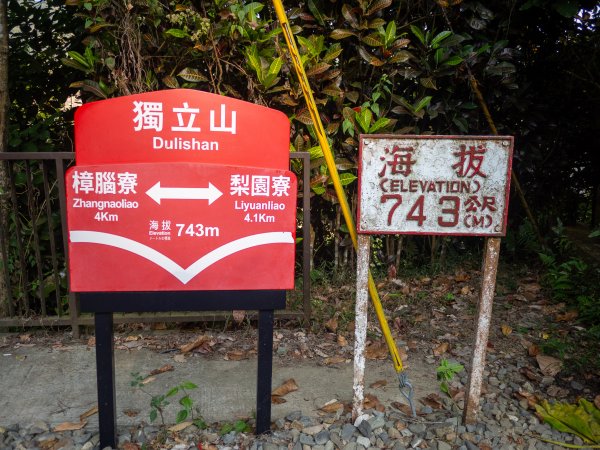 獨立山
Dulishan
樟腦寮
Zhangnaoliao
4Km
梨園寮
Liyuanliao
4.1Km
海拔 743m
Elevation
海拔
(ELEVATION)
743公尺(M)